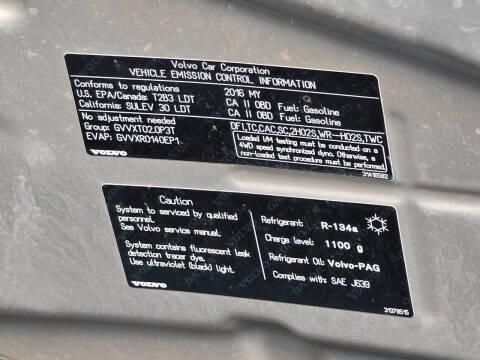 Volvo Car Corporation
VEHICLE EMISSION CONTROL INFORMATION
Conforms to regulations 2016 MY
U.S. EPA/Canada: T2B3 LDT CA II OBD Fuel: Gasoline
California: SULEV 30 LDT CA II OBD Fuel: Gasoline
No adjustment needed
Group: GVVXT02.0P3T
EVAP: GVVXR0140EP1
DFI,TC,CAC,SC,2HO2S,WR-HO2S,TWC
Loaded I/M testing must be conducted on a
4WD speed synchronized dyno. Otherwise, a
non-loaded test procedure must be performed.
VOLVO
31418582
Caution
System to be serviced by qualified
personnel.
See Volvo service manual.
System contains fluorescent leak
detection tracer dye.
Use ultraviolet (black) light.
VOLVO
Refrigerant: R-134a
Charge level: 1100 g
Refrigerant Oil: Volvo-PAG
Complies with: SAE J639
31379515